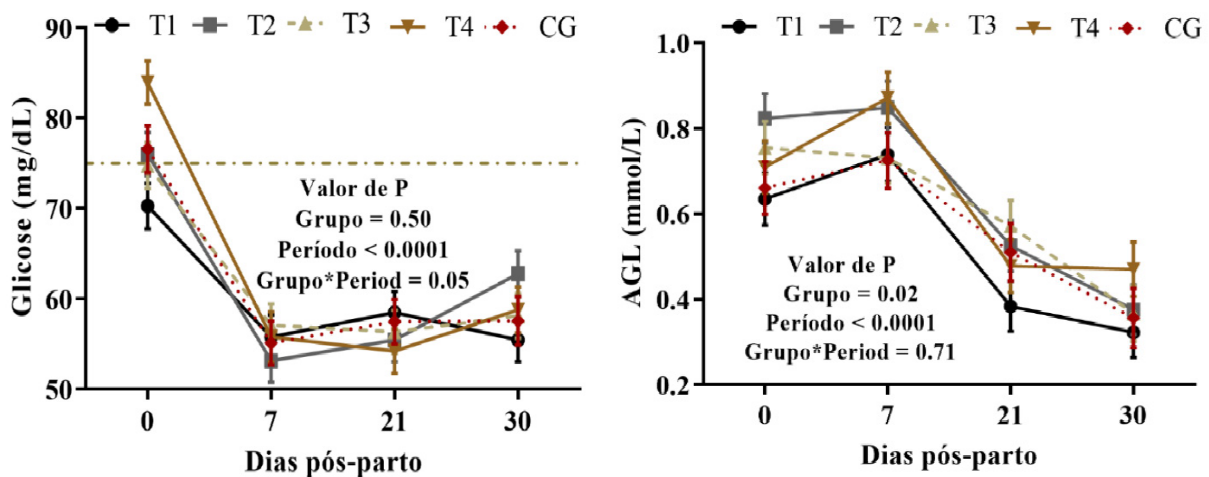 T1 T2 T3 T4 CG
90
80
70
60
50
Glicose (mg/dL)
Valor de P
Grupo = 0.50
Período < 0.0001
Grupo*Period = 0.05
0 7 21 30
Dias pós-parto
T1 T2 T3 T4 CG
1.0
0.8
0.6
0.4
0.2
AGL (mmol/L)
Valor de P
Grupo = 0.02
Período < 0.0001
Grupo*Period = 0.71
0 7 21 30
Dias pós-parto